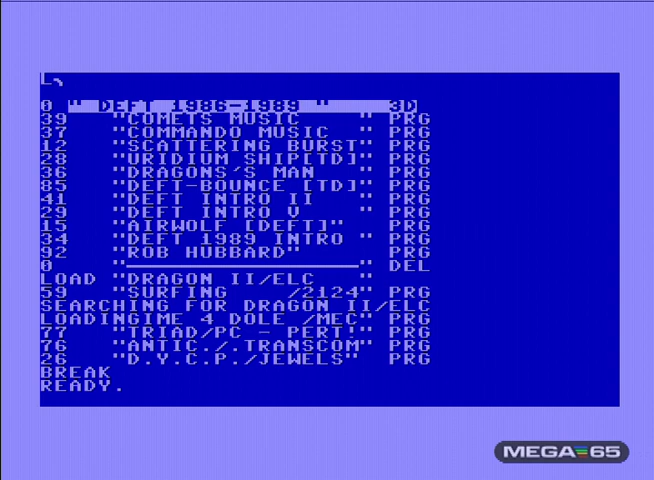 L
0 " DEFT 1986-1989 " 3D
39 "COMETS MUSIC " PRG
37 "COMMANDO MUSIC " PRG
12 "SCATTERING BURST" PRG
28 "URIDIUM SHIP[TD]" PRG
36 "DRAGONS'S MAN " PRG
85 "DEFT-BOUNCE [TD]" PRG
41 "DEFT INTRO II " PRG
29 "DEFT INTRO V " PRG
15 "AIRWOLF [DEFT]" PRG
34 "DEFT 1989 INTRO " PRG
92 "ROB HUBBARD" PRG
0 "────────────────" DEL
LOAD "DRAGON II/ELC "
59 "SURFING /2124" PRG
SEARCHING FOR DRAGON II/ELC
LOADINGIME 4 DOLE /MEC" PRG
77 "TRIAD/PC - PERT!" PRG
76 "ANTIC./.TRANSCOM" PRG
26 "D.Y.C.P./JEWELS" PRG
BREAK
READY.
MEGA 65